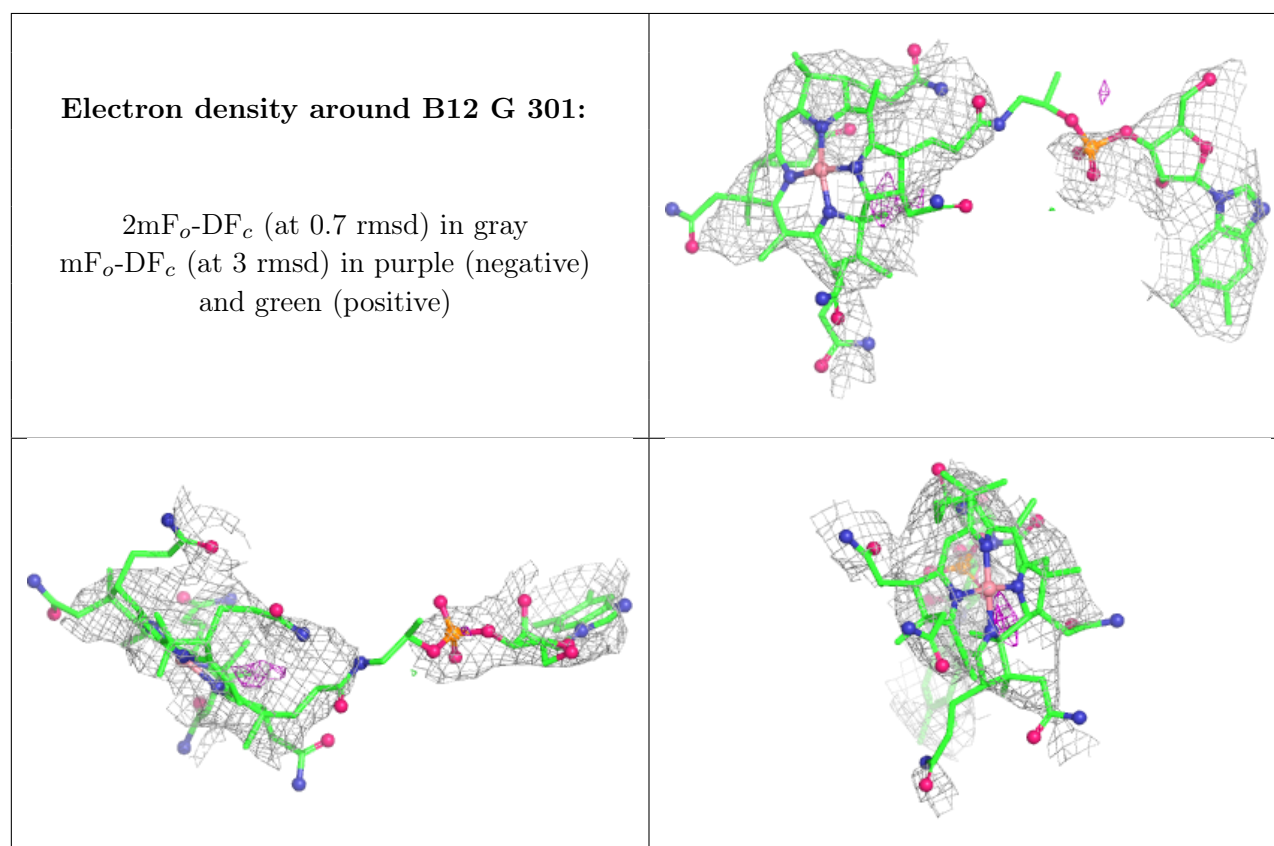 Electron density around B12 G 301:
2mFo-DFc (at 0.7 rmsd) in gray
mFo-DFc (at 3 rmsd) in purple (negative)
and green (positive)